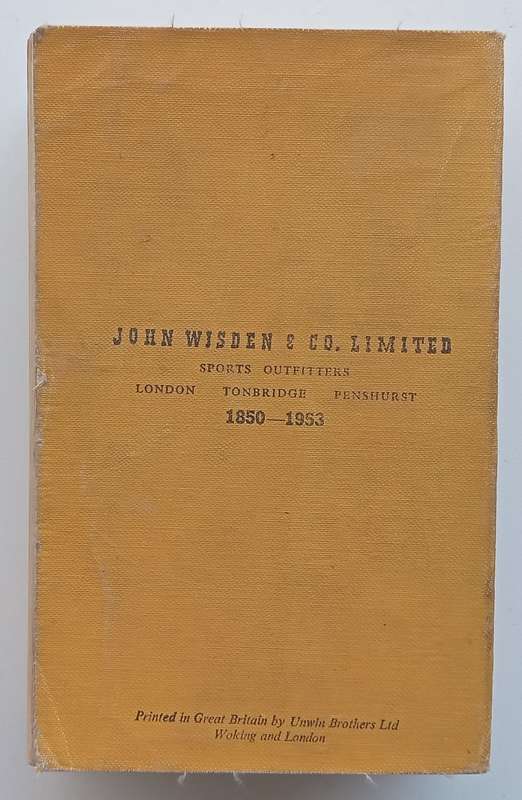 JOHN WISDEN & CO. LIMITED
SPORTS OUTFITTERS
LONDON TONBRIDGE PENSHURST
1850—1953
Printed in Great Britain by Unwin Brothers Ltd
Woking and London